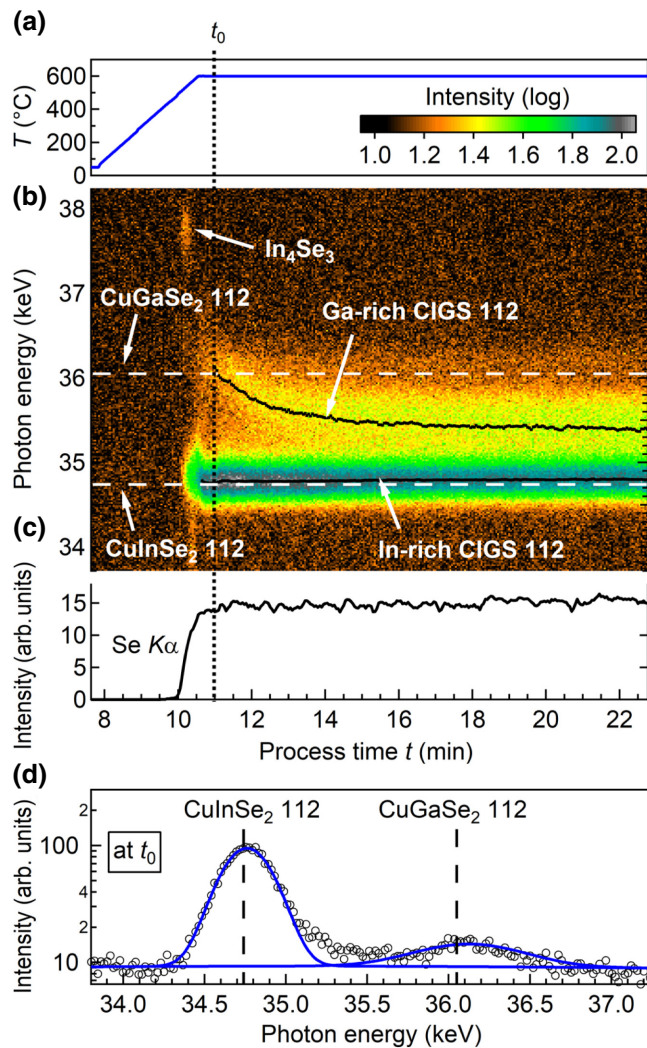 (a)
t₀
600
400
200
0
T (°C)
Intensity (log)
1.0 1.2 1.4 1.6 1.8 2.0
(b)
38
37
36
35
34
Photon energy (keV)
In₄Se₃
CuGaSe₂ 112
Ga-rich CIGS 112
CuInSe₂ 112
In-rich CIGS 112
(c)
15
10
5
0
Intensity (arb. units)
Se Kα
8 10 12 14 16 18 20 22
Process time t (min)
(d)
CuInSe₂ 112 CuGaSe₂ 112
at t₀
2
100
4
2
10
Intensity (arb. units)
34.0 34.5 35.0 35.5 36.0 36.5 37.0
Photon energy (keV)